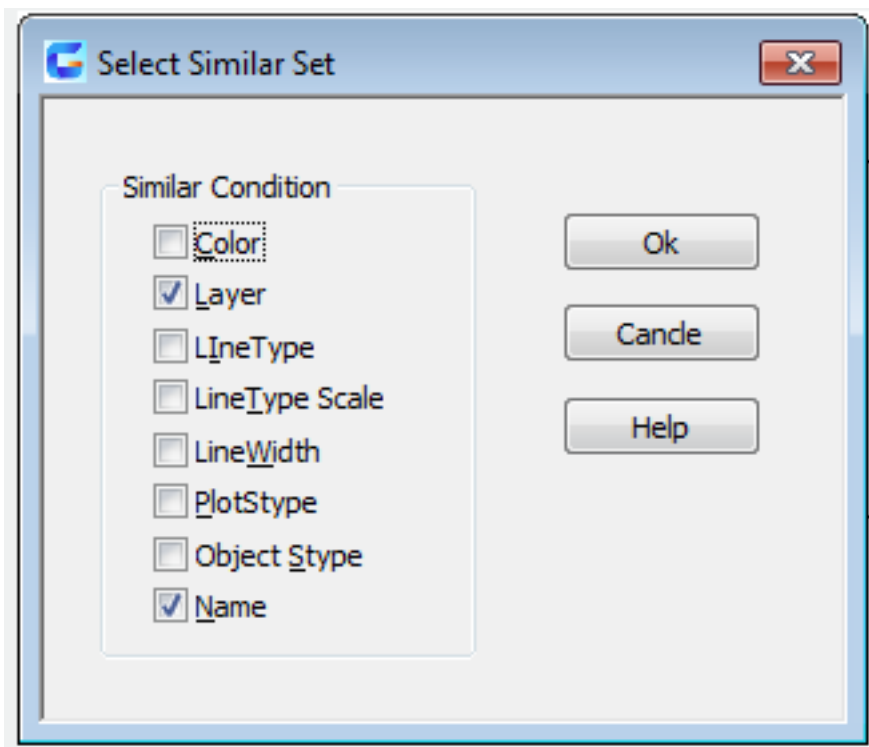 Select Similar Set
Similar Condition
Color
Layer
LIneType
LineType Scale
LineWidth
PlotStype
Object Stype
Name
Ok
Cancle
Help